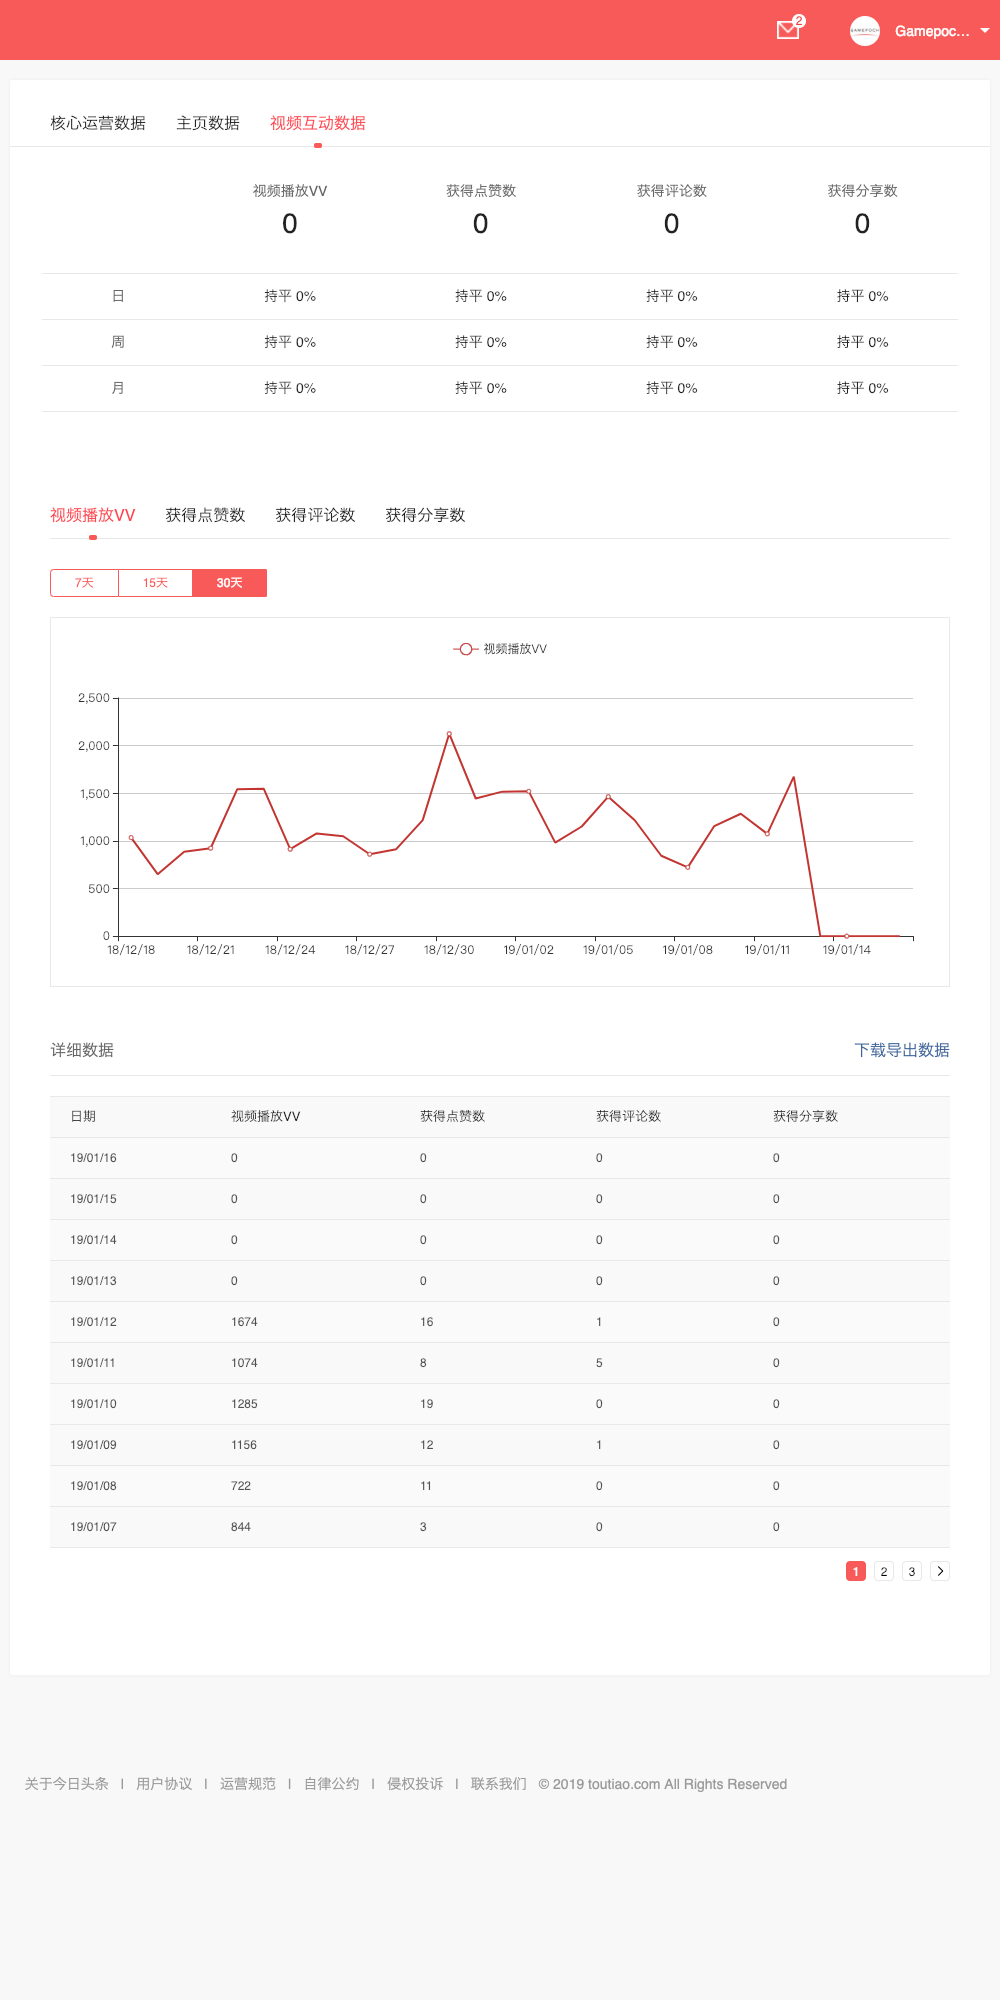 2
GAMEPOCH
Gamepoc...
核心运营数据 主页数据 视频互动数据
视频播放VV 获得点赞数 获得评论数 获得分享数
0 0 0 0
日 持平 0% 持平 0% 持平 0% 持平 0%
周 持平 0% 持平 0% 持平 0% 持平 0%
月 持平 0% 持平 0% 持平 0% 持平 0%
视频播放VV 获得点赞数 获得评论数 获得分享数
7天 15天 30天
视频播放VV
2,500
2,000
1,500
1,000
500
0
18/12/18 18/12/21 18/12/24 18/12/27 18/12/30 19/01/02 19/01/05 19/01/08 19/01/11 19/01/14
详细数据 下载导出数据
日期 视频播放VV 获得点赞数 获得评论数 获得分享数
19/01/16 0 0 0 0
19/01/15 0 0 0 0
19/01/14 0 0 0 0
19/01/13 0 0 0 0
19/01/12 1674 16 1 0
19/01/11 1074 8 5 0
19/01/10 1285 19 0 0
19/01/09 1156 12 1 0
19/01/08 722 11 0 0
19/01/07 844 3 0 0
1 2 3 >
关于今日头条 | 用户协议 | 运营规范 | 自律公约 | 侵权投诉 | 联系我们 © 2019 toutiao.com All Rights Reserved